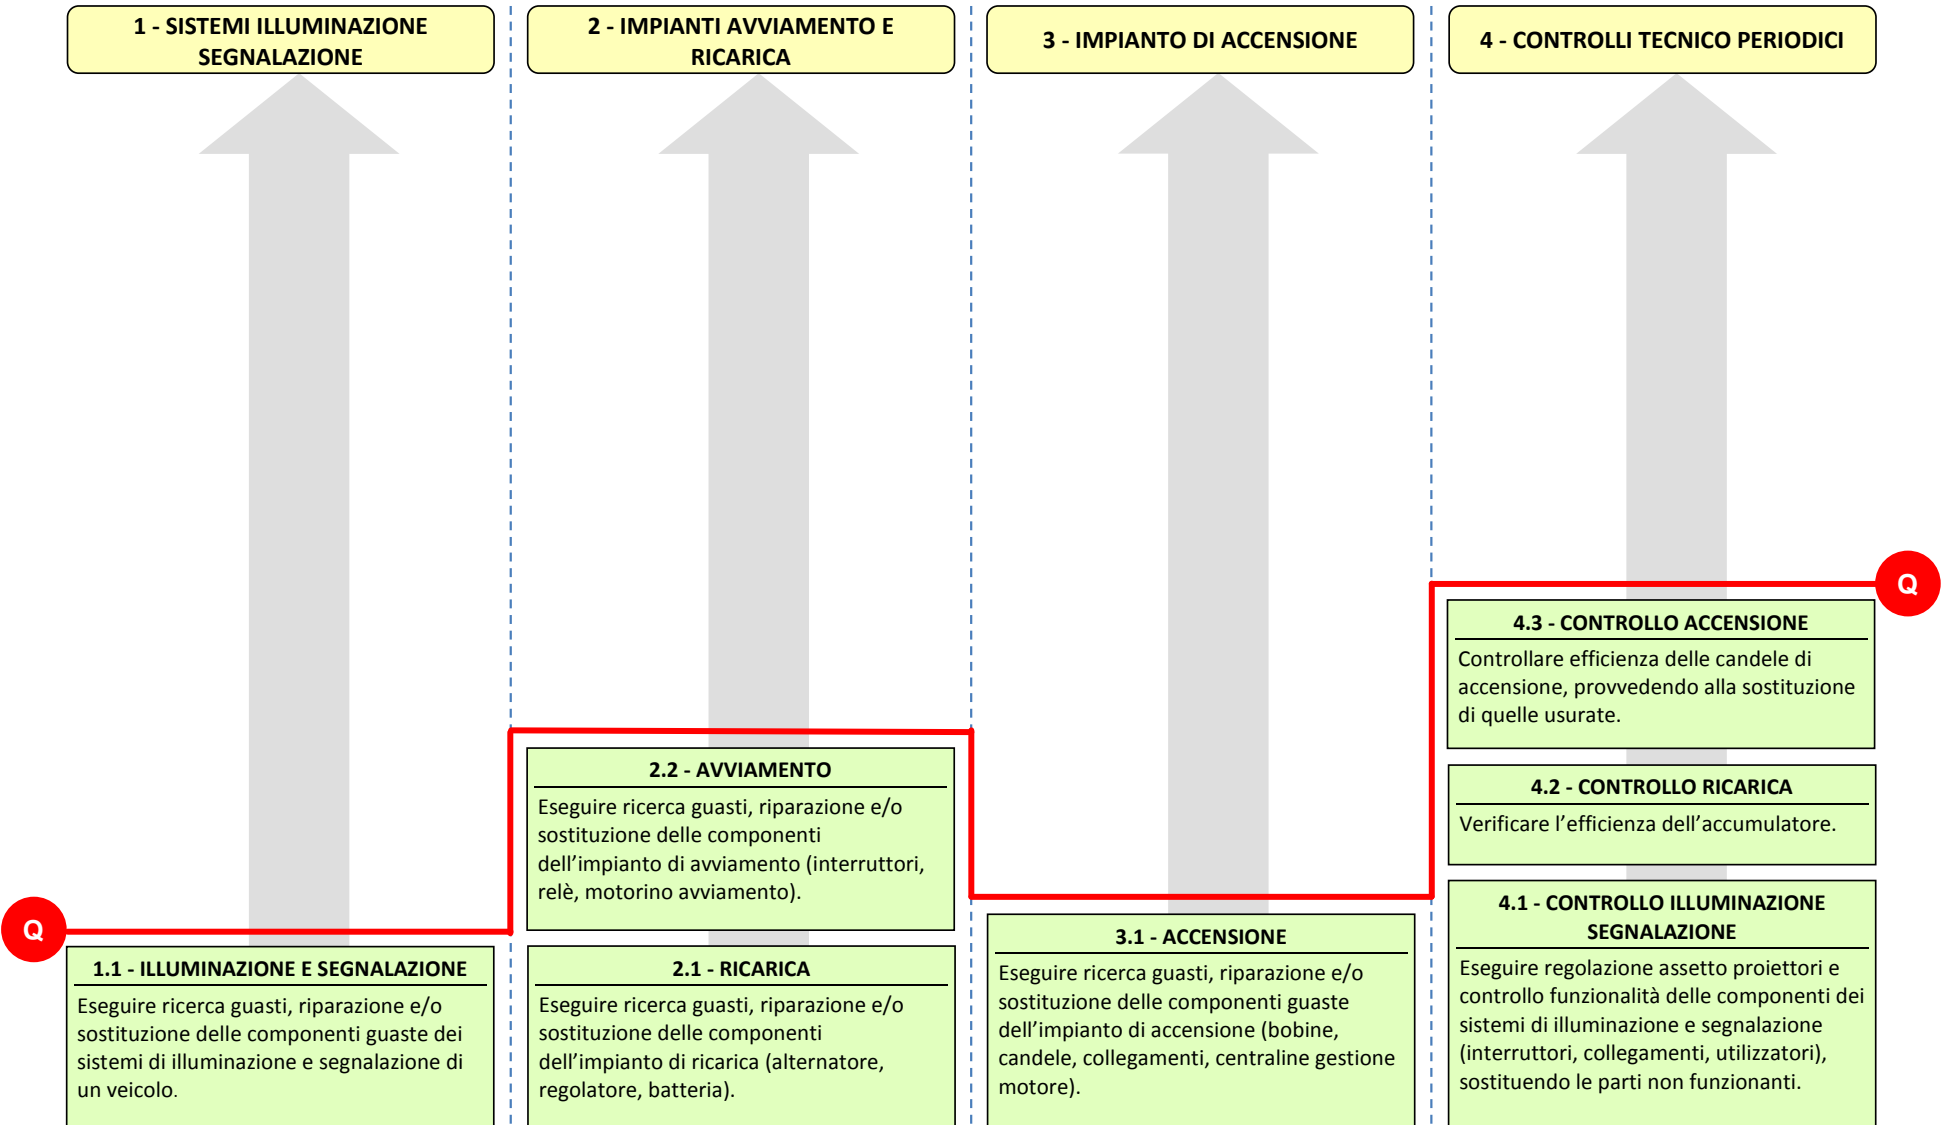 1 - SISTEMI ILLUMINAZIONE
SEGNALAZIONE
2 - IMPIANTI AVVIAMENTO E
RICARICA
3 - IMPIANTO DI ACCENSIONE
4 - CONTROLLI TECNICO PERIODICI
Q
1.1 - ILLUMINAZIONE E SEGNALAZIONE
Eseguire ricerca guasti, riparazione e/o
sostituzione delle componenti guaste dei
sistemi di illuminazione e segnalazione di
un veicolo.
2.2 - AVVIAMENTO
Eseguire ricerca guasti, riparazione e/o
sostituzione delle componenti
dell’impianto di avviamento (interruttori,
relè, motorino avviamento).
2.1 - RICARICA
Eseguire ricerca guasti, riparazione e/o
sostituzione delle componenti
dell’impianto di ricarica (alternatore,
regolatore, batteria).
3.1 - ACCENSIONE
Eseguire ricerca guasti, riparazione e/o
sostituzione delle componenti guaste
dell’impianto di accensione (bobine,
candele, collegamenti, centraline gestione
motore).
Q
4.3 - CONTROLLO ACCENSIONE
Controllare efficienza delle candele di
accensione, provvedendo alla sostituzione
di quelle usurate.
4.2 - CONTROLLO RICARICA
Verificare l’efficienza dell’accumulatore.
4.1 - CONTROLLO ILLUMINAZIONE
SEGNALAZIONE
Eseguire regolazione assetto proiettori e
controllo funzionalità delle componenti dei
sistemi di illuminazione e segnalazione
(interruttori, collegamenti, utilizzatori),
sostituendo le parti non funzionanti.